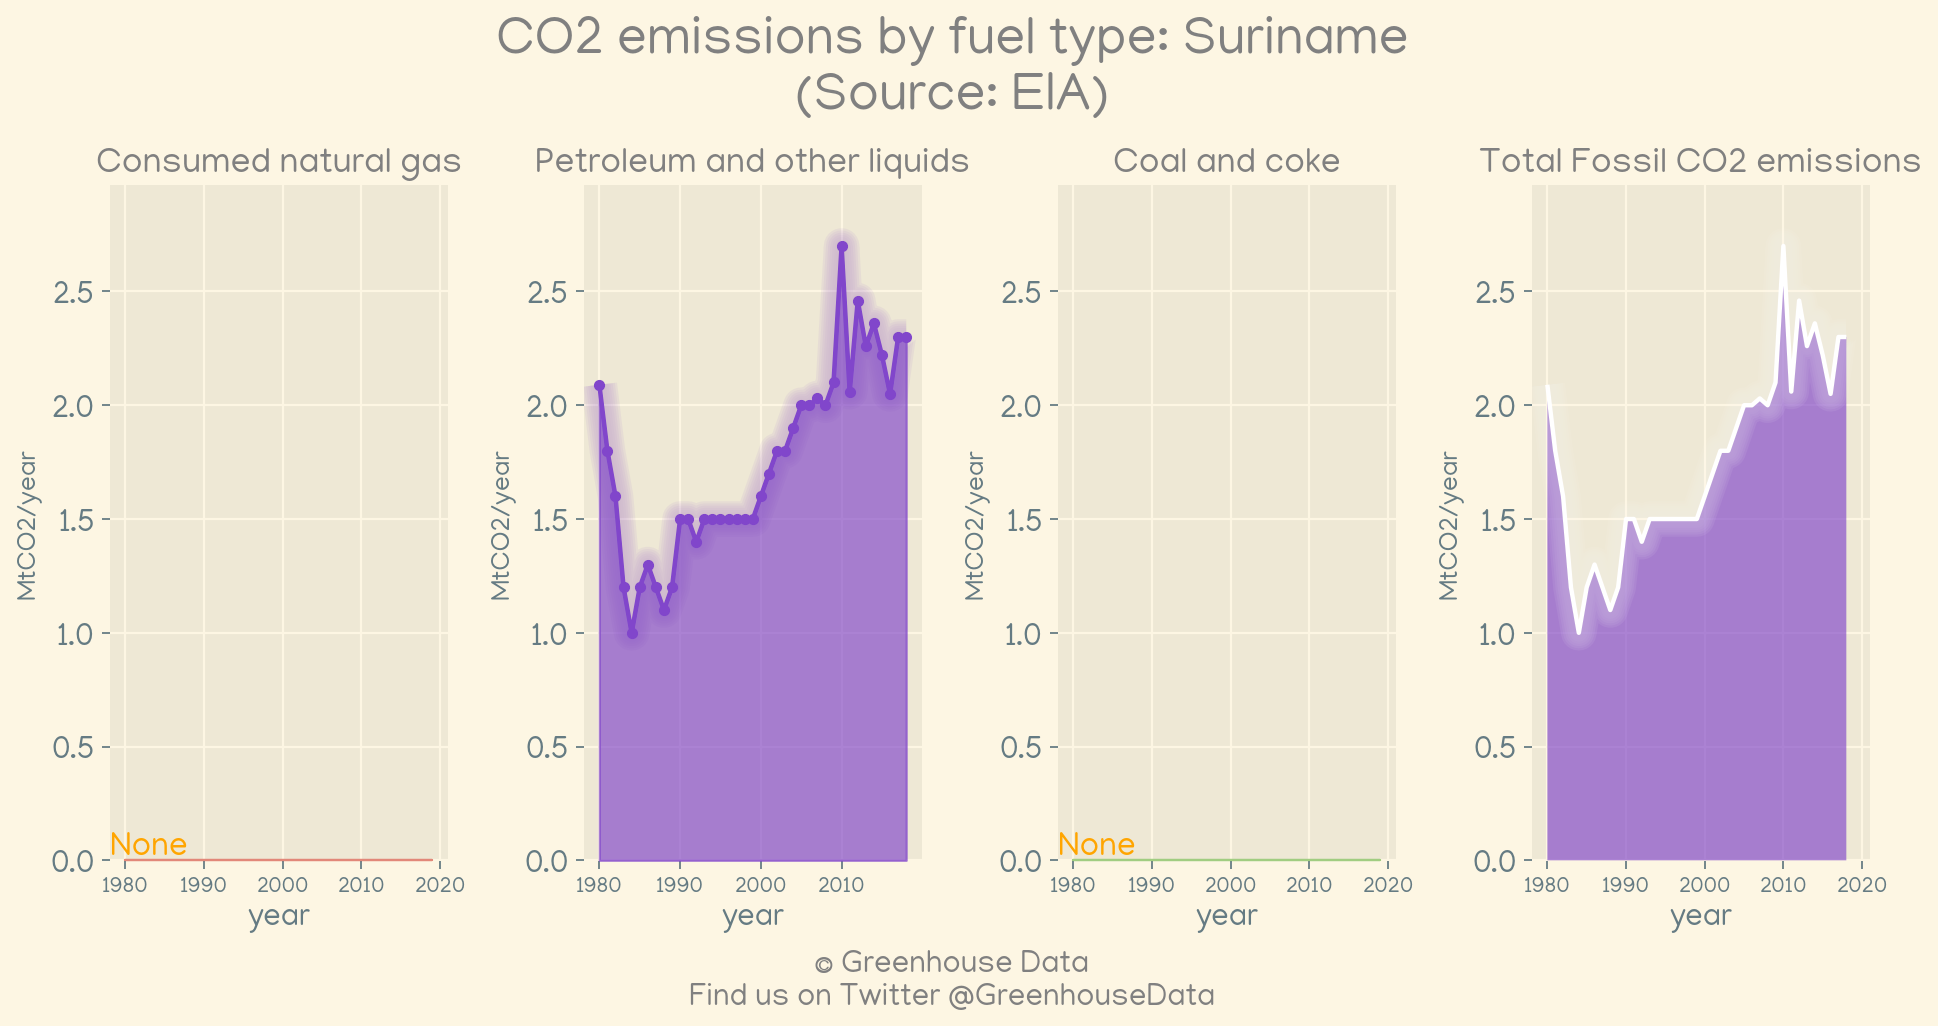 CO2 emissions by fuel type: Suriname
(Source: EIA)
Consumed natural gas
MtCO2/year
2.5
2.0
1.5
1.0
0.5
0.0
None
1980 1990 2000 2010 2020
year
Petroleum and other liquids
MtCO2/year
2.5
2.0
1.5
1.0
0.5
0.0
1980 1990 2000 2010
year
Coal and coke
MtCO2/year
2.5
2.0
1.5
1.0
0.5
0.0
None
1980 1990 2000 2010 2020
year
Total Fossil CO2 emissions
MtCO2/year
2.5
2.0
1.5
1.0
0.5
0.0
1980 1990 2000 2010 2020
year
© Greenhouse Data
Find us on Twitter @GreenhouseData